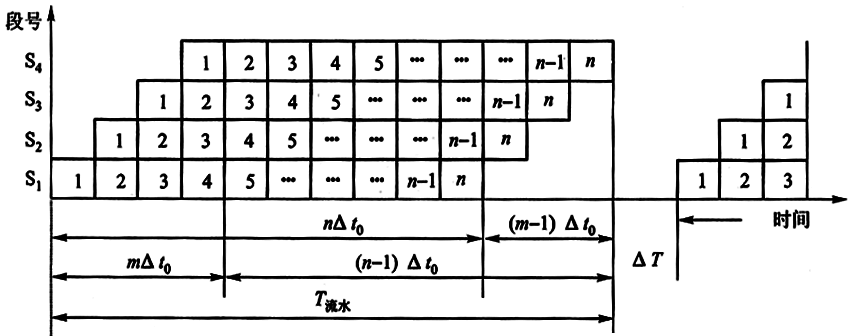 段号
S₄ 1 2 3 4 5 ··· ··· ··· n−1 n
S₃ 1 2 3 4 5 ··· ··· ··· n−1 n 1
S₂ 1 2 3 4 5 ··· ··· ··· n−1 n 1 2
S₁ 1 2 3 4 5 ··· ··· ··· n−1 n 1 2 3
时间
nΔt₀ (m−1) Δt₀
mΔt₀ (n−1) Δt₀ ΔT
T流水